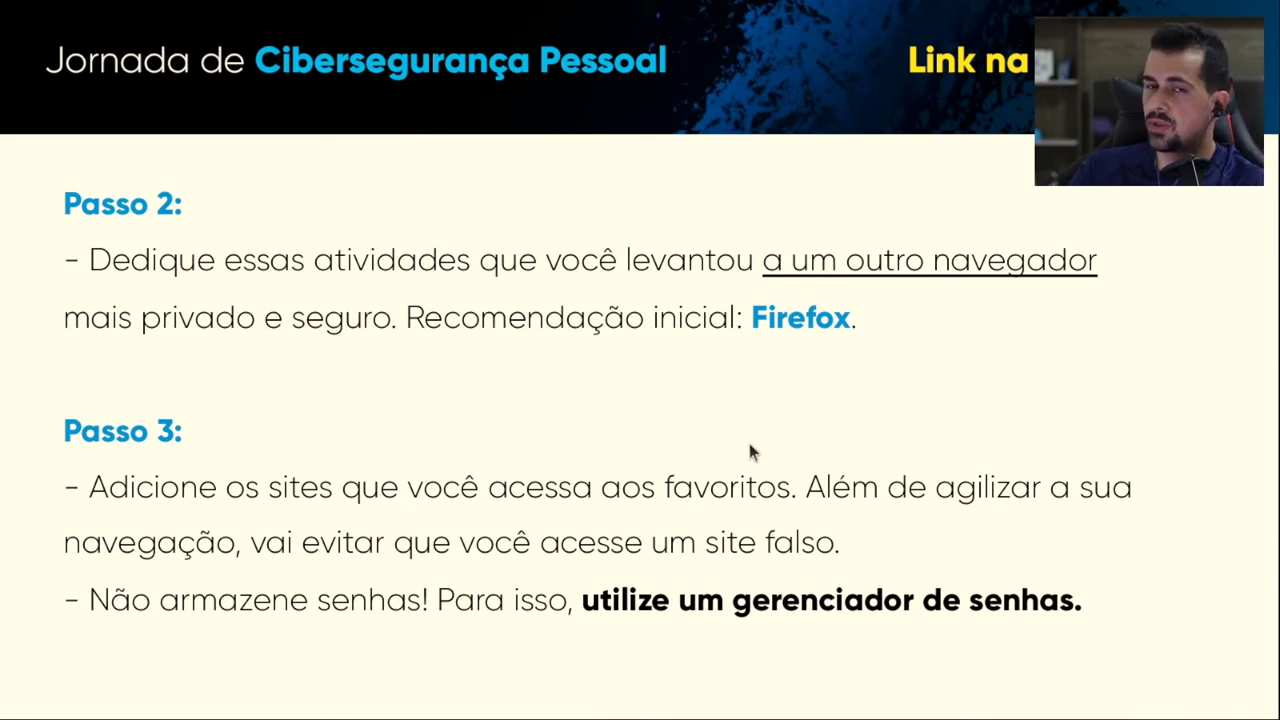 Jornada de Cibersegurança Pessoal
Link na
Passo 2:
- Dedique essas atividades que você levantou a um outro navegador
mais privado e seguro. Recomendação inicial: Firefox.
Passo 3:
- Adicione os sites que você acessa aos favoritos. Além de agilizar a sua
navegação, vai evitar que você acesse um site falso.
- Não armazene senhas! Para isso, utilize um gerenciador de senhas.